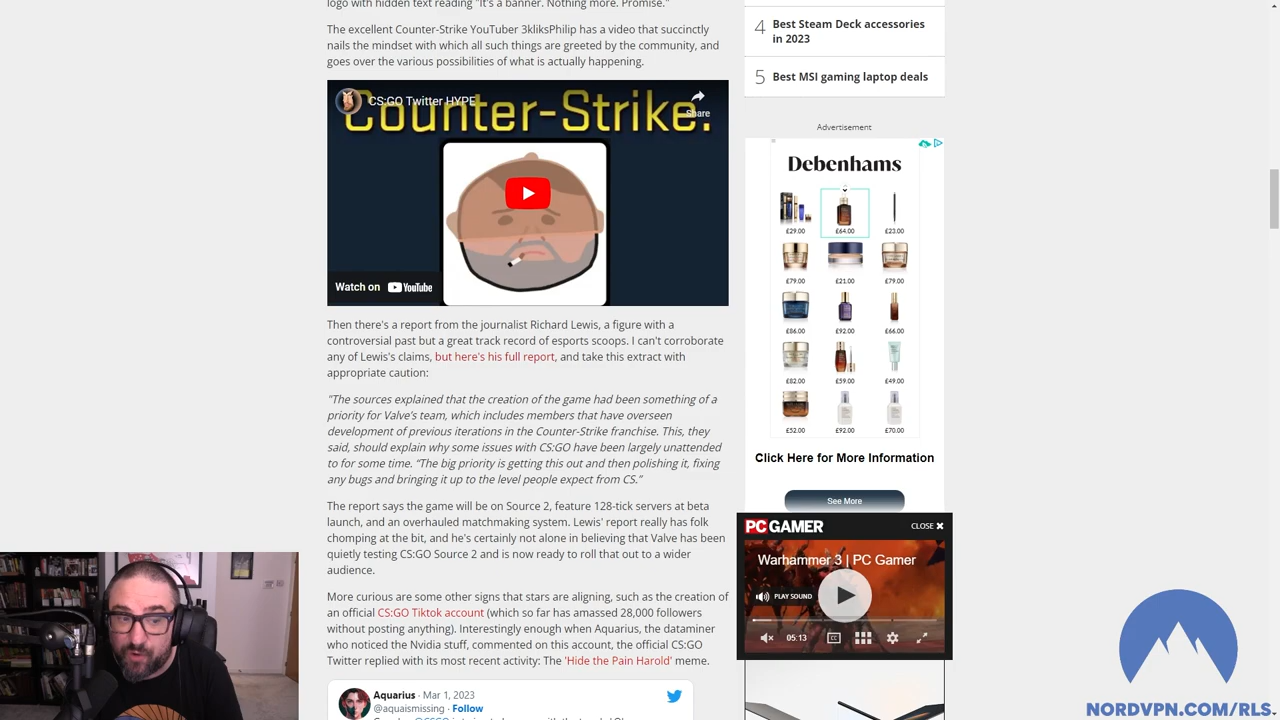 logo with hidden text reading "It's a banner. Nothing more. Promise."
The excellent Counter-Strike YouTuber 3kliksPhilip has a video that succinctly
nails the mindset with which all such things are greeted by the community, and
goes over the various possibilities of what is actually happening.
Counter-Strike:
CS:GO Twitter HYPE
Share
Watch on YouTube
Then there's a report from the journalist Richard Lewis, a figure with a
controversial past but a great track record of esports scoops. I can't corroborate
any of Lewis's claims, but here's his full report, and take this extract with
appropriate caution:
"The sources explained that the creation of the game had been something of a
priority for Valve's team, which includes members that have overseen
development of previous iterations in the Counter-Strike franchise. This, they
said, should explain why some issues with CS:GO have been largely unattended
to for some time. "The big priority is getting this out and then polishing it, fixing
any bugs and bringing it up to the level people expect from CS."
The report says the game will be on Source 2, feature 128-tick servers at beta
launch, and an overhauled matchmaking system. Lewis' report really has folk
chomping at the bit, and he's certainly not alone in believing that Valve has been
quietly testing CS:GO Source 2 and is now ready to roll that out to a wider
audience.
More curious are some other signs that stars are aligning, such as the creation of
an official CS:GO Tiktok account (which so far has amassed 28,000 followers
without posting anything). Interestingly enough when Aquarius, the dataminer
who noticed the Nvidia stuff, commented on this account, the official CS:GO
Twitter replied with its most recent activity: The 'Hide the Pain Harold' meme.
Aquarius · Mar 1, 2023
@aquaismissing · Follow
4 Best Steam Deck accessories
in 2023
5 Best MSI gaming laptop deals
Advertisement
Debenhams
£29.00 £64.00 £23.00
£79.00 £21.00 £79.00
£86.00 £92.00 £66.00
£82.00 £59.00 £49.00
£52.00 £92.00 £70.00
Click Here for More Information
See More
PC GAMER CLOSE ✖
Warhammer 3 | PC Gamer
PLAY SOUND
05:13 CC
NORDVPN.COM/RLS